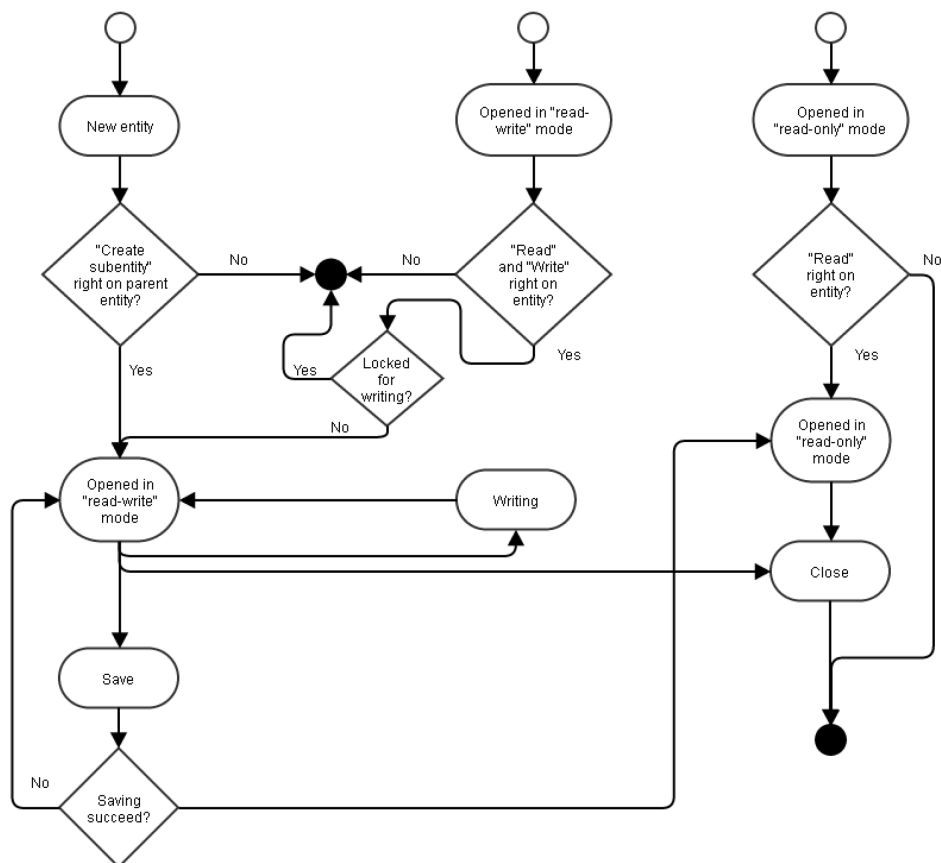 New entity
Opened in "read-
write" mode
Opened in
"read-only" mode
"Create
subentity"
right on parent
entity?
No
No
"Read"
and "Write"
right on
entity?
"Read"
right on
entity?
No
Yes
Yes
Locked
for
writing?
Yes
Yes
No
Opened in
"read-only"
mode
Opened in
"read-write"
mode
Writing
Close
Save
No
Saving
succeed?